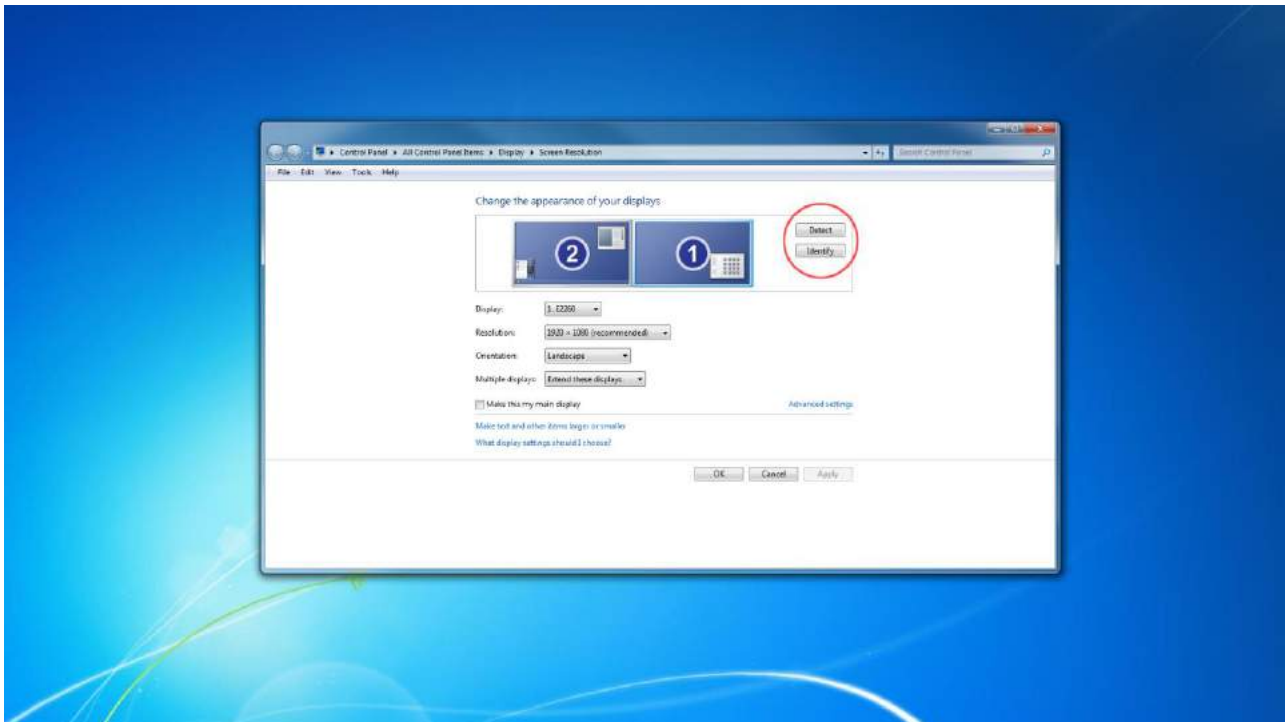 Control Panel ▸ All Control Panel Items ▸ Display ▸ Screen Resolution
Search Control Panel
File Edit View Tools Help
Change the appearance of your displays
2
1
Detect
Identify
Display: 1. E2260
Resolution: 1920 × 1080 (recommended)
Orientation: Landscape
Multiple displays: Extend these displays
Make this my main display
Advanced settings
Make text and other items larger or smaller
What display settings should I choose?
OK Cancel Apply